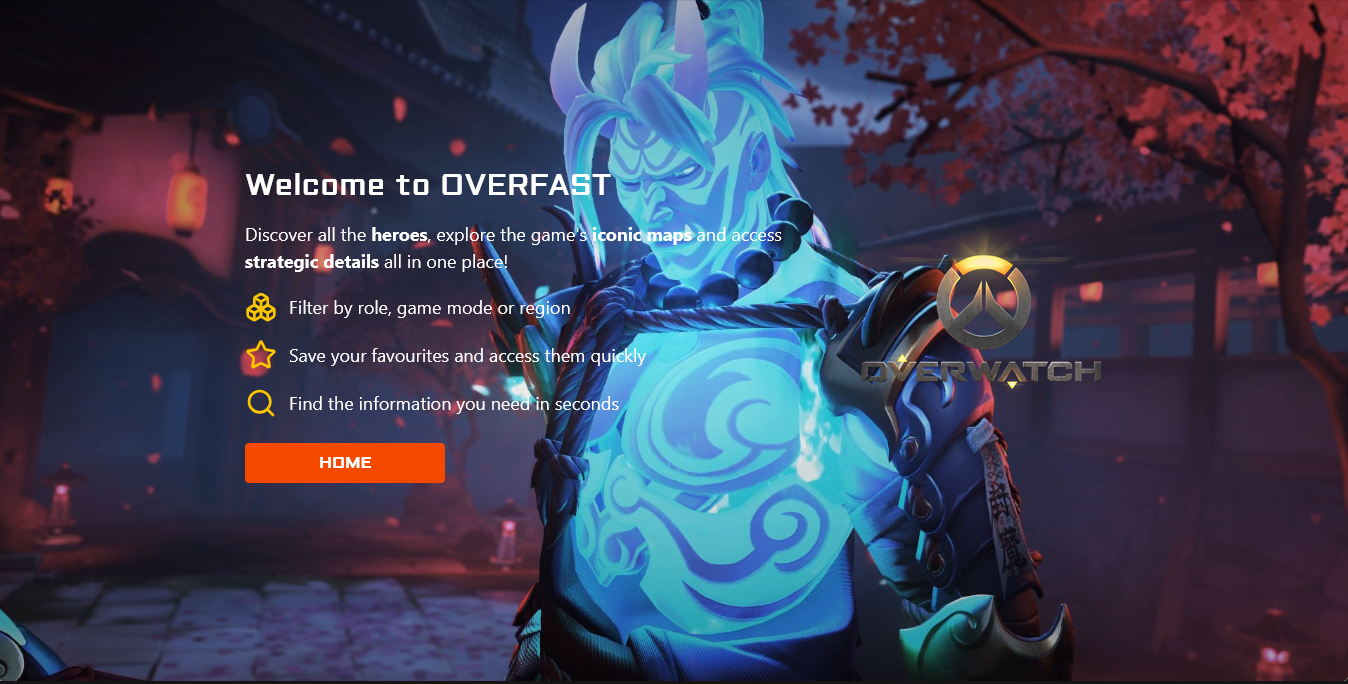 Welcome to OVERFAST
Discover all the heroes, explore the game's iconic maps and access
strategic details all in one place!
Filter by role, game mode or region
Save your favourites and access them quickly
Find the information you need in seconds
HOME
OVERWATCH